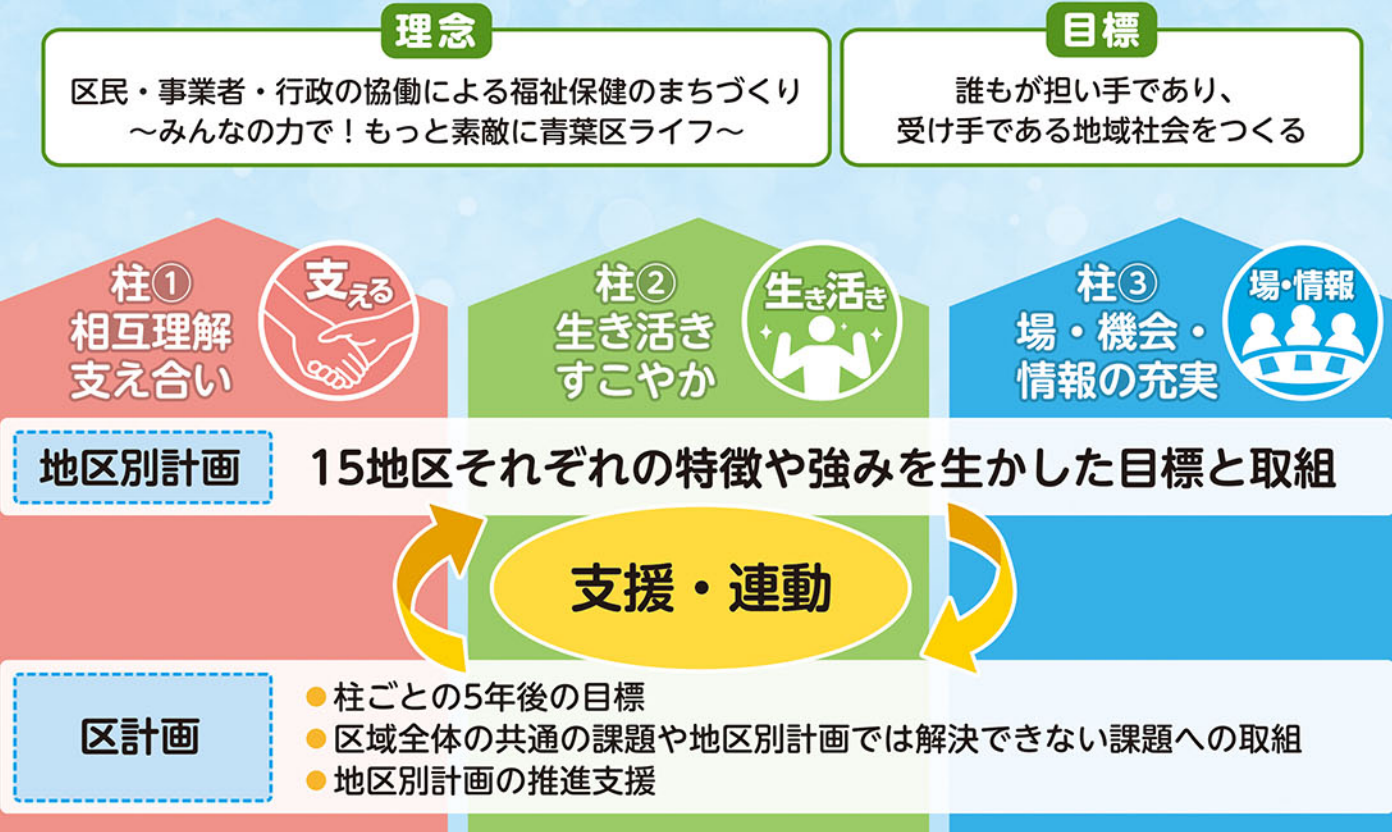 理念
区民・事業者・行政の協働による福祉保健のまちづくり
～みんなの力で！もっと素敵に青葉区ライフ～
目標
誰もが担い手であり、
受け手である地域社会をつくる
柱①
相互理解
支え合い
支える
柱②
生き活き
すこやか
生き活き
柱③
場・機会・
情報の充実
場・情報
地区別計画
15地区それぞれの特徴や強みを生かした目標と取組
支援・連動
区計画
●柱ごとの5年後の目標
●区域全体の共通の課題や地区別計画では解決できない課題への取組
●地区別計画の推進支援